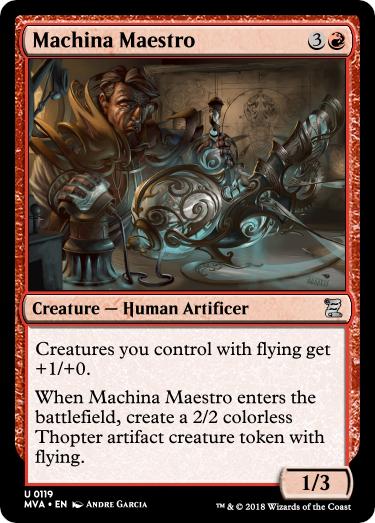 Machina Maestro 3
Creature — Human Artificer
Creatures you control with flying get
+1/+0.
When Machina Maestro enters the
battlefield, create a 2/2 colorless
Thopter artifact creature token with
flying.
1/3
U 0119
MVA • EN Andre Garcia
™ & © 2018 Wizards of the Coast